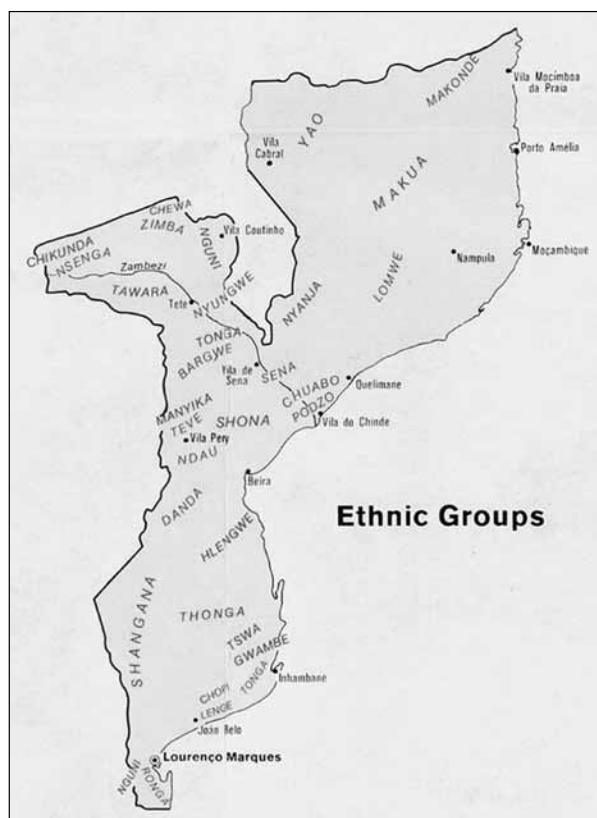 MAKONDE
Vila Mocímboa
da Praia
YAO
Vila
Cabral
Porto Amélia
MAKUA
CHEWA
ZIMBA
NGUNI
Vila Coutinho
CHIKUNDA
NSENGA
Zambezi
TAWARA
Tete
NYUNGWE
NYANJA
LOMWE
Nampula
Moçambique
TONGA
BARGWE
Vila de
Sena
SENA
CHUABO
PODZO
Quelimane
Vila do Chinde
MANYIKA
TEVE
SHONA
Vila Pery
NDAU
Beira
DANDA
Ethnic Groups
HLENGWE
SHANGANA
THONGA
TSWA
GWAMBE
TONGA
Inhambane
CHOPI
LENGE
João Belo
Lourenço Marques
NGUNI
RONGA